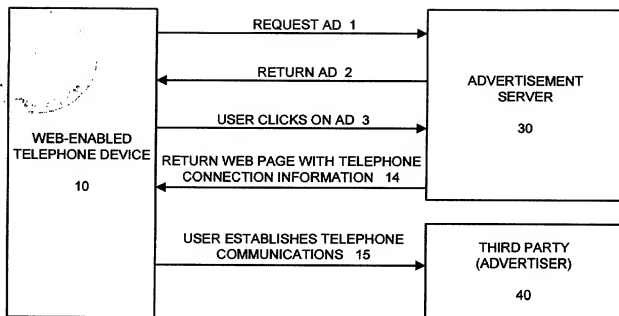 REQUEST AD 1
RETURN AD 2
USER CLICKS ON AD 3
RETURN WEB PAGE WITH TELEPHONE
CONNECTION INFORMATION 14
USER ESTABLISHES TELEPHONE
COMMUNICATIONS 15
WEB-ENABLED
TELEPHONE DEVICE
10
ADVERTISEMENT
SERVER
30
THIRD PARTY
(ADVERTISER)
40